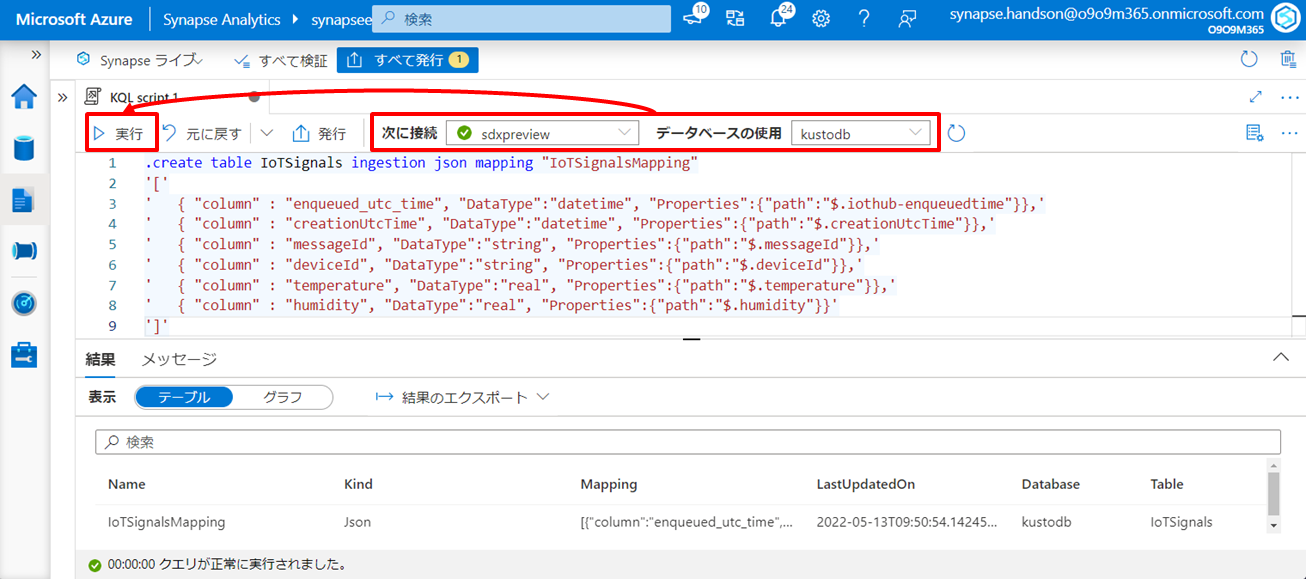 Microsoft Azure
Synapse Analytics
synapsee
検索
10
24
synapse.handson@o9o9m365.onmicrosoft.com
O9O9M365
Synapse ライブ
すべて検証
すべて発行 1
KQL script 1
実行
元に戻す
発行
次に接続
sdxpreview
データベースの使用
kustodb
1 .create table IoTSignals ingestion json mapping "IoTSignalsMapping"
2 '['
3 '   { "column" : "enqueued_utc_time", "DataType":"datetime", "Properties":{"path":"$.iothub-enqueuedtime"}},'
4 '   { "column" : "creationUtcTime", "DataType":"datetime", "Properties":{"path":"$.creationUtcTime"}},'
5 '   { "column" : "messageId", "DataType":"string", "Properties":{"path":"$.messageId"}},'
6 '   { "column" : "deviceId", "DataType":"string", "Properties":{"path":"$.deviceId"}},'
7 '   { "column" : "temperature", "DataType":"real", "Properties":{"path":"$.temperature"}},'
8 '   { "column" : "humidity", "DataType":"real", "Properties":{"path":"$.humidity"}}'
9 ']'
結果
メッセージ
表示
テーブル
グラフ
結果のエクスポート
検索
Name Kind Mapping LastUpdatedOn Database Table
IoTSignalsMapping Json [{"column":"enqueued_utc_time",... 2022-05-13T09:50:54.14245... kustodb IoTSignals
00:00:00 クエリが正常に実行されました。